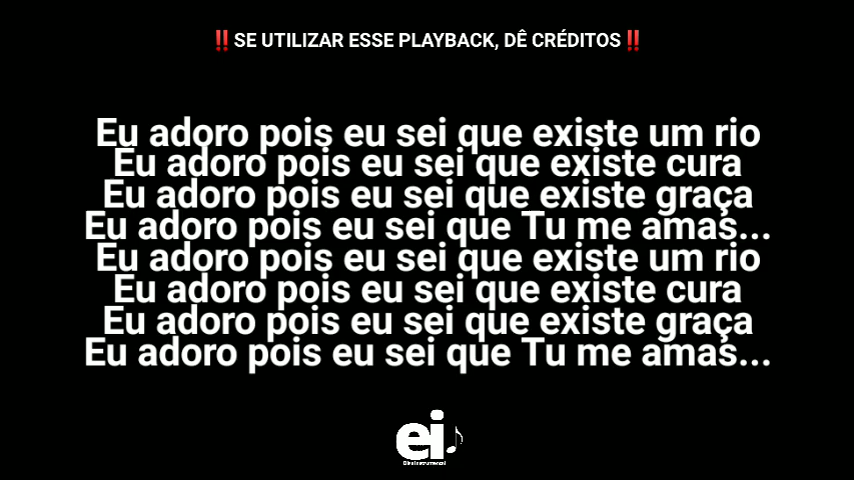 ‼️SE UTILIZAR ESSE PLAYBACK, DÊ CRÉDITOS‼️
Eu adoro pois eu sei que existe um rio
Eu adoro pois eu sei que existe cura
Eu adoro pois eu sei que existe graça
Eu adoro pois eu sei que Tu me amas...
Eu adoro pois eu sei que existe um rio
Eu adoro pois eu sei que existe cura
Eu adoro pois eu sei que existe graça
Eu adoro pois eu sei que Tu me amas...
ei